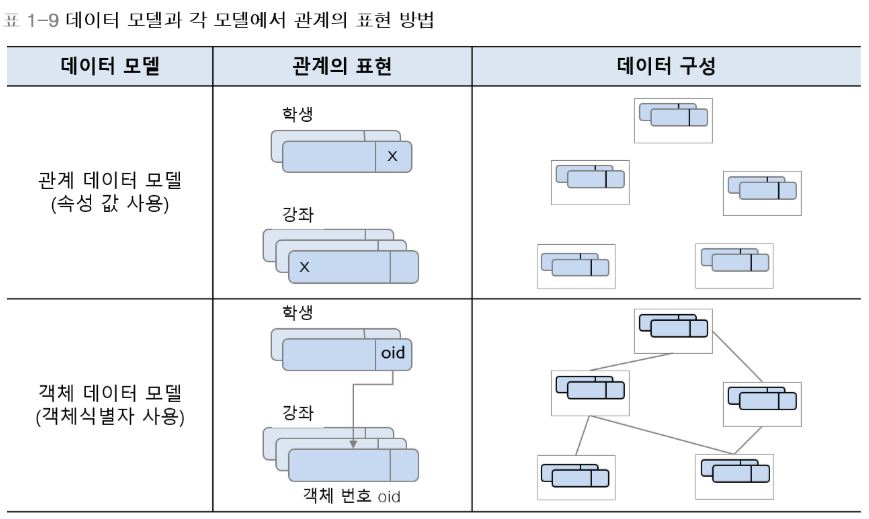 표 1-9 데이터 모델과 각 모델에서 관계의 표현 방법
데이터 모델 관계의 표현 데이터 구성
관계 데이터 모델
(속성 값 사용)
학생
X
강좌
X
객체 데이터 모델
(객체식별자 사용)
학생
oid
강좌
객체 번호 oid